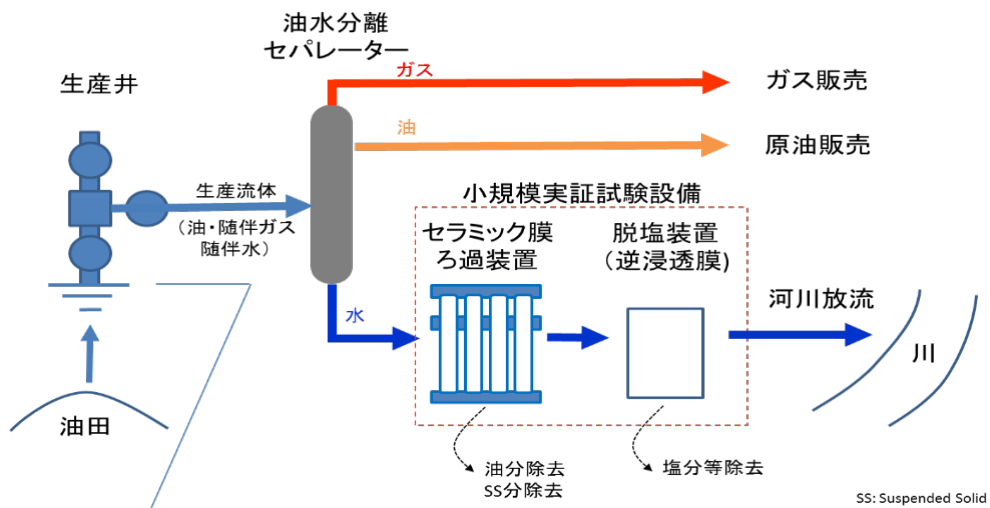 油水分離
セパレーター
生産井
ガス
ガス販売
油
原油販売
生産流体
(油・随伴ガス
随伴水)
小規模実証試験設備
セラミック膜
ろ過装置
脱塩装置
(逆浸透膜)
水
河川放流
川
油田
油分除去
SS分除去
塩分等除去
SS: Suspended Solid